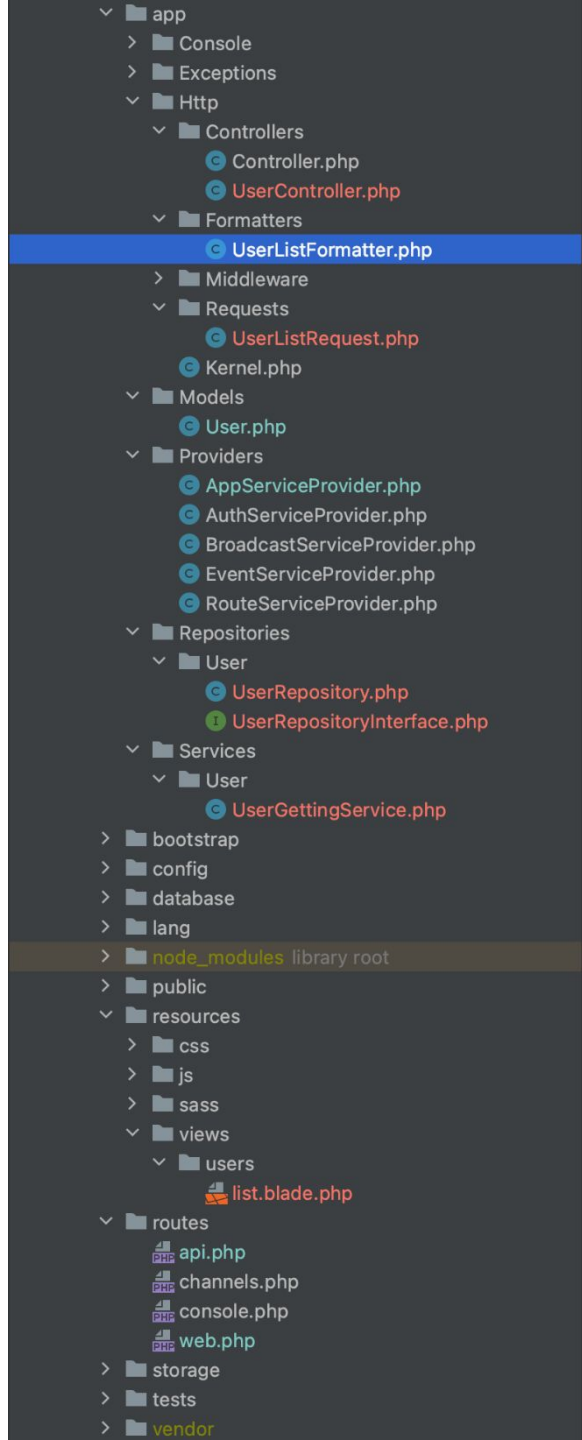 app
Console
Exceptions
Http
Controllers
Controller.php
UserController.php
Formatters
UserListFormatter.php
Middleware
Requests
UserListRequest.php
Kernel.php
Models
User.php
Providers
AppServiceProvider.php
AuthServiceProvider.php
BroadcastServiceProvider.php
EventServiceProvider.php
RouteServiceProvider.php
Repositories
User
UserRepository.php
UserRepositoryInterface.php
Services
User
UserGettingService.php
bootstrap
config
database
lang
node_modules library root
public
resources
css
js
sass
views
users
list.blade.php
routes
api.php
channels.php
console.php
web.php
storage
tests
vendor